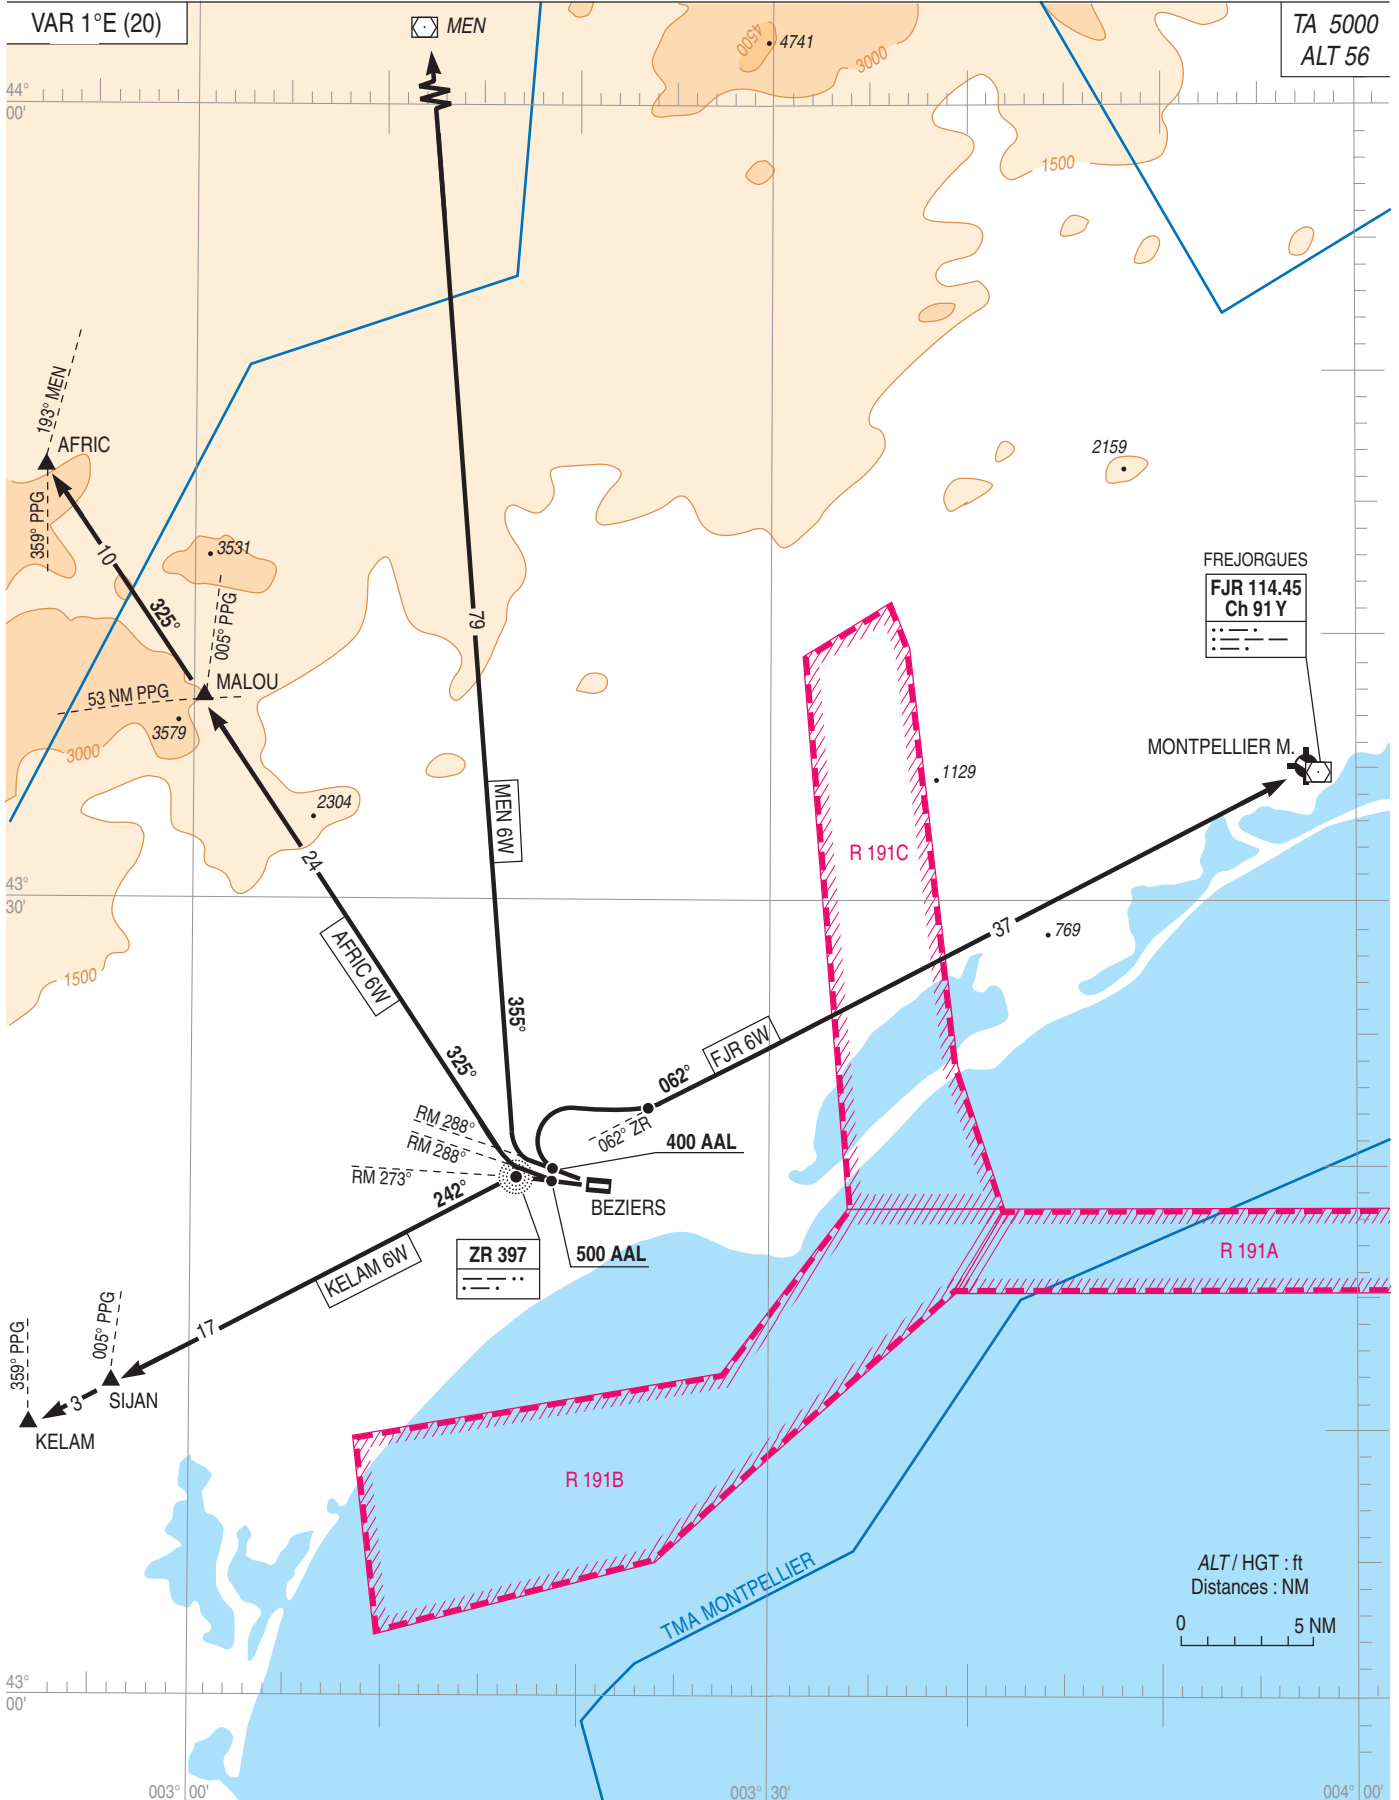 VAR 1°E (20)
MEN
4500
4741
3000
TA 5000
ALT 56
44°
00'
1500
193° MEN
AFRIC
359° PPG
10
325°
3531
005° PPG
MALOU
53 NM PPG
3579
3000
2304
24
79
MEN 6W
2159
FREJORGUES
FJR 114.45
Ch 91 Y
MONTPELLIER M.
1129
R 191C
43°
30'
37
769
1500
AFRIC 6W
355°
325°
FJR 6W
062°
RM 288°
RM 288°
RM 273°
062° ZR
400 AAL
242°
BEZIERS
KELAM 6W
ZR 397
500 AAL
R 191A
17
005° PPG
359° PPG
SIJAN
3
KELAM
R 191B
TMA MONTPELLIER
ALT / HGT : ft
Distances : NM
0
5 NM
43°
00'
003° 00'
003° 30'
004° 00'